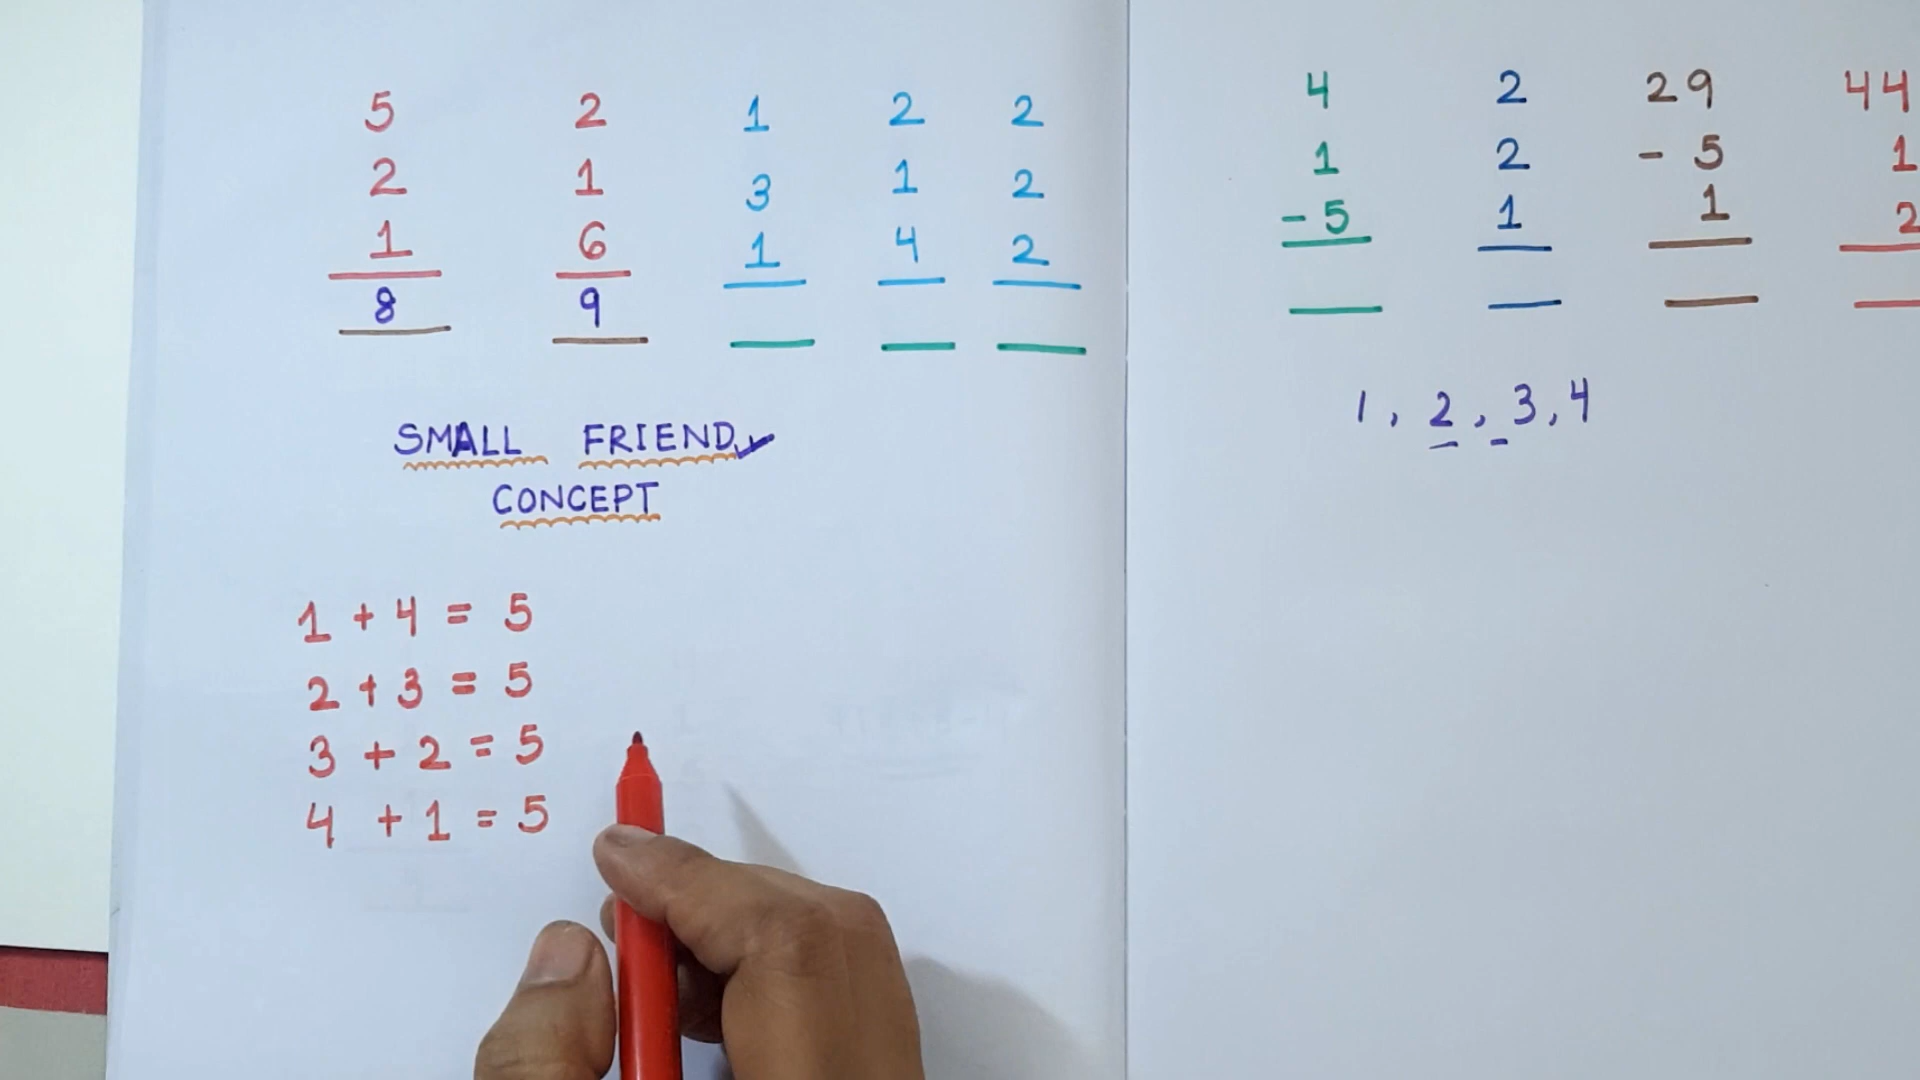 5 2 1 2 2
2 1 3 1 2
1 6 1 4 2
8 9
SMALL FRIEND
CONCEPT
1 + 4 = 5
2 + 3 = 5
3 + 2 = 5
4 + 1 = 5
4 2 29 44
1 2 - 5 1
- 5 1 1 2
1, 2, 3, 4